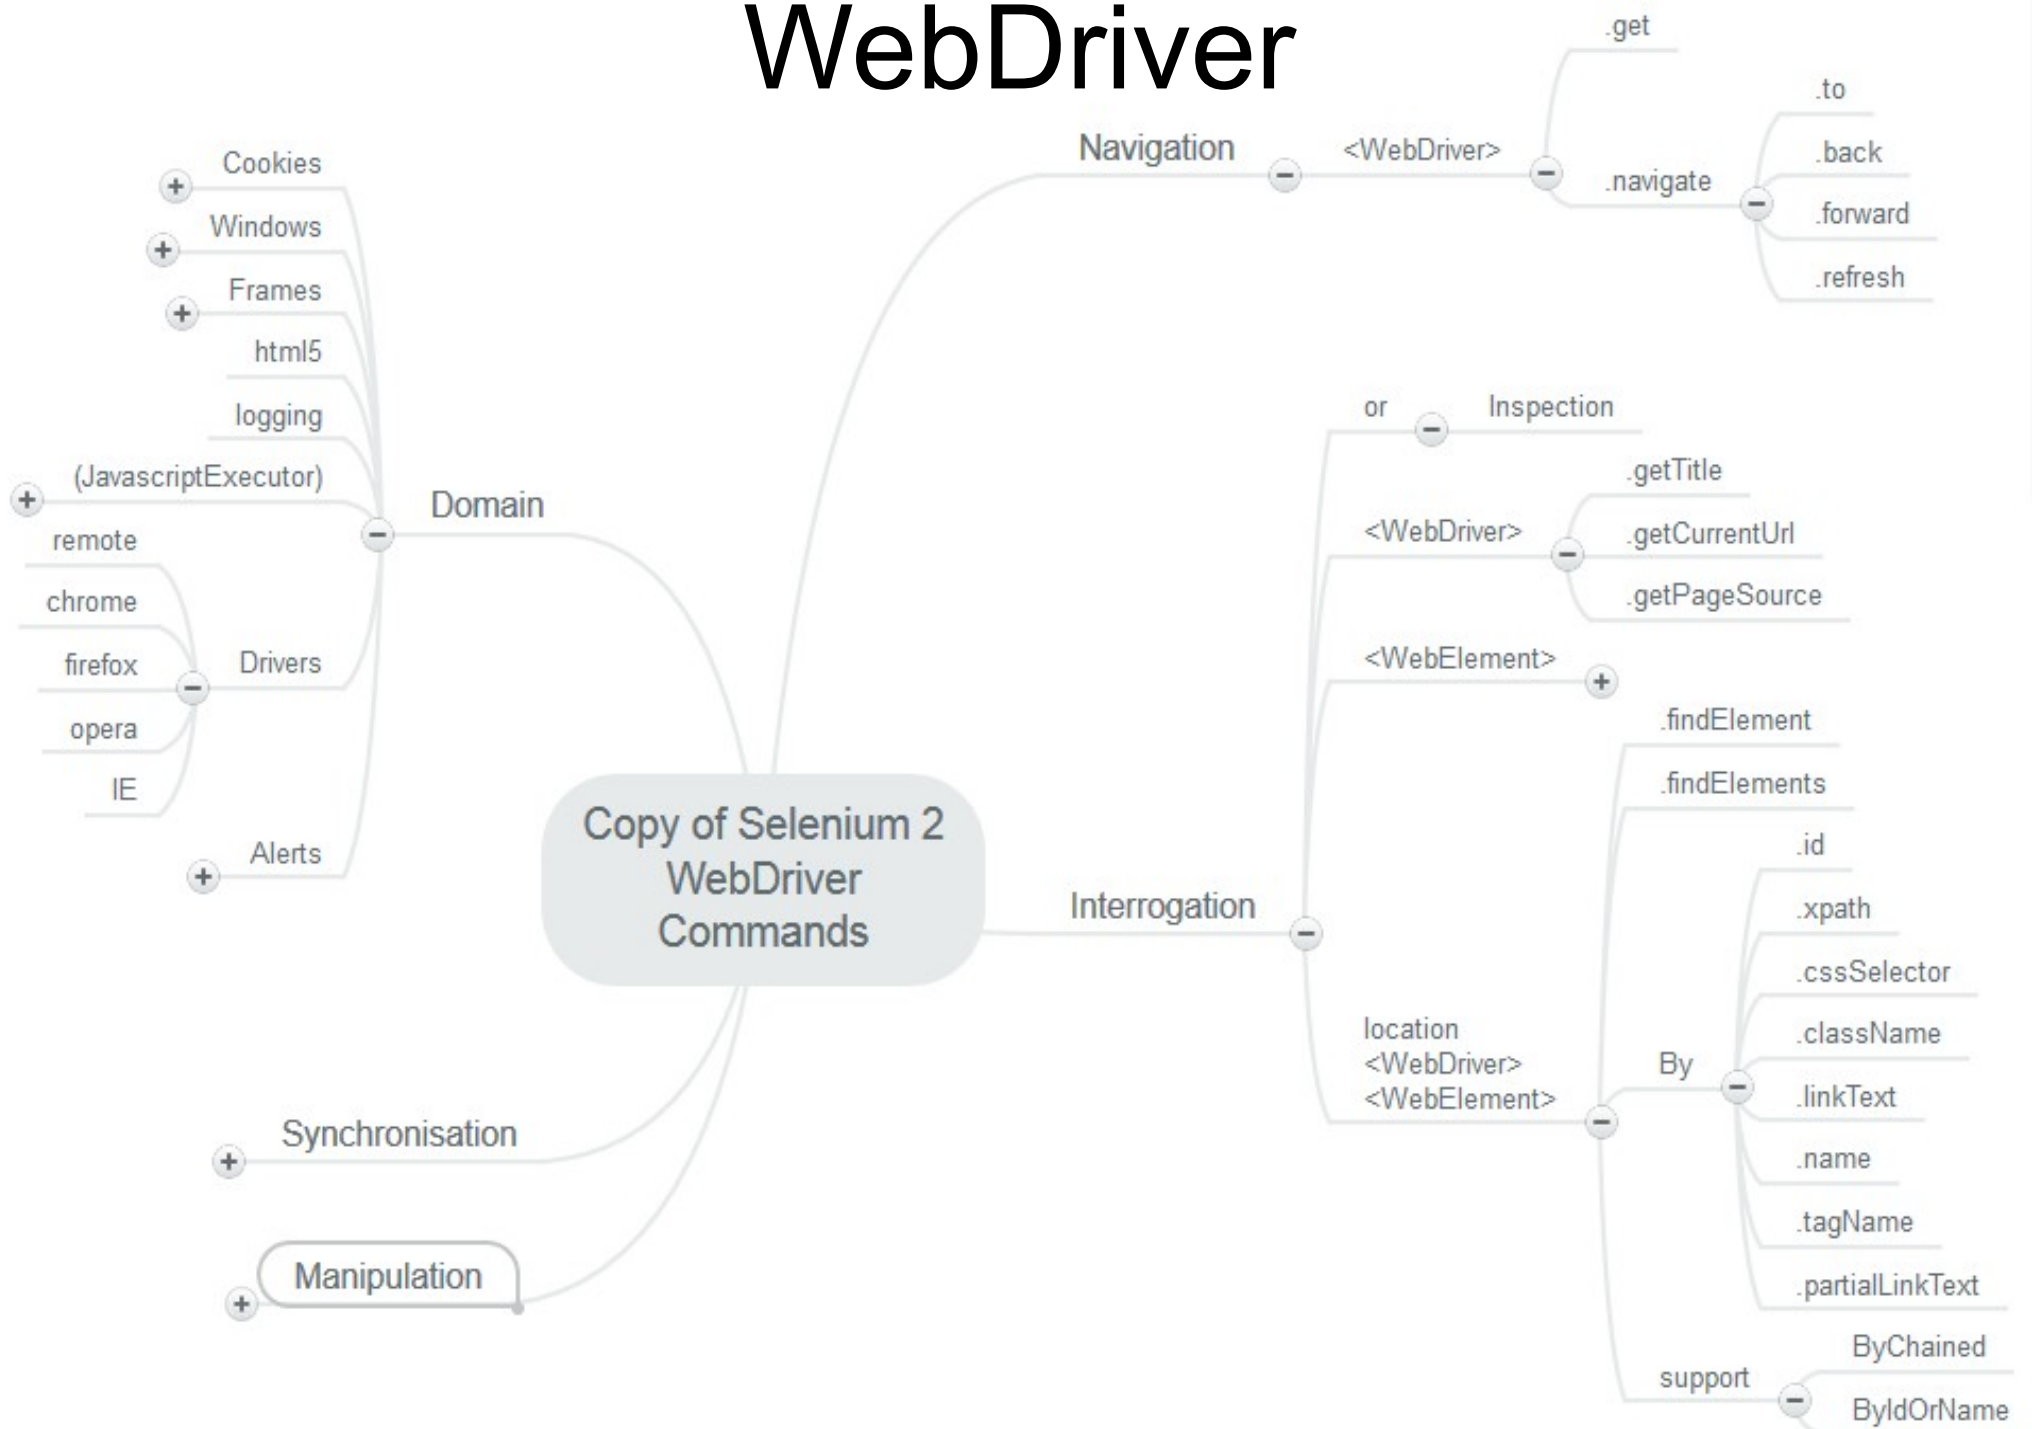 WebDriver
Copy of Selenium 2
WebDriver
Commands
Navigation
<WebDriver>
.get
.navigate
.to
.back
.forward
.refresh
Interrogation
or
Inspection
<WebDriver>
.getTitle
.getCurrentUrl
.getPageSource
<WebElement>
location
<WebDriver>
<WebElement>
.findElement
.findElements
By
.id
.xpath
.cssSelector
.className
.linkText
.name
.tagName
.partialLinkText
support
ByChained
ByIdOrName
Domain
Cookies
Windows
Frames
html5
logging
(JavascriptExecutor)
Drivers
remote
chrome
firefox
opera
IE
Alerts
Synchronisation
Manipulation